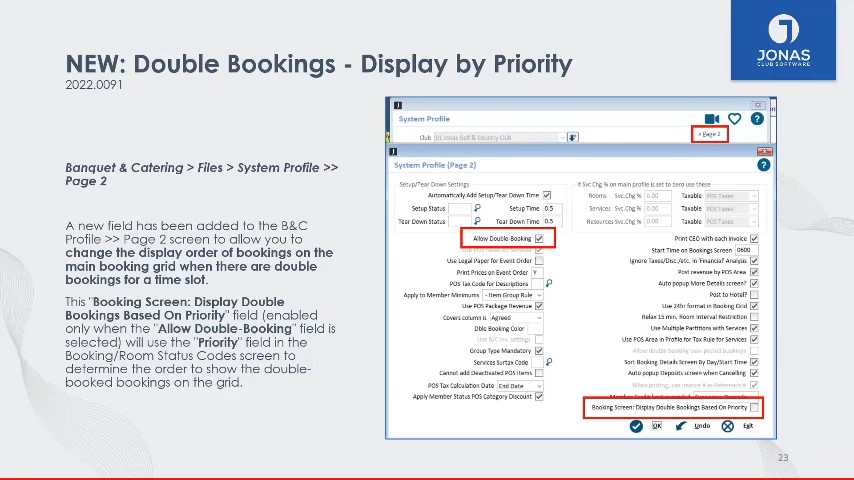 NEW: Double Bookings - Display by Priority
2022.0091
JONAS
CLUB SOFTWARE
Banquet & Catering > Files > System Profile >>
Page 2
A new field has been added to the B&C
Profile >> Page 2 screen to allow you to
change the display order of bookings on the
main booking grid when there are double
bookings for a time slot.
This "Booking Screen: Display Double
Bookings Based On Priority" field (enabled
only when the "Allow Double-Booking" field is
selected) will use the "Priority" field in the
Booking/Room Status Codes screen to
determine the order to show the double-
booked bookings on the grid.
System Profile
Club 01 Jonas Golf & Country Club
> Page 2
System Profile (Page 2)
Setup/Tear Down Settings
Automatically Add Setup/Tear Down Time
Setup Status Setup Time 0.5
Tear Down Status Tear Down Time 0.5
If Svc Chg % on main profile is set to zero use these
Rooms Svc.Chg % 0.00 Taxable POS Taxes
Services Svc.Chg % 0.00 Taxable POS Taxes
Resources Svc.Chg % 0.00 Taxable POS Taxes
Allow Double-Booking
Use Legal Paper for Event Order
Print Prices on Event Order Y
POS Tax Code for Descriptions
Apply to Member Minimums - Item Group Rule
Use POS Package Revenue
Covers column is Agreed
Dble Booking Color
Use B&C inv. settings
Group Type Mandatory
Services Surtax Code
Cannot add Deactivated POS Items
POS Tax Calculation Date End Date
Apply Member Status POS Category Discount
Print CEO with each invoice
Start Time on Bookings Screen 0600
Ignore Taxes/Disc./etc. in 'Financial' Analysis
Post revenue by POS Area
Auto popup More Details screen?
Post to Hotel?
Use 24hr format in Booking Grid
Relax 15 min. Room Interval Restriction
Use Multiple Partitions with Services
Use POS Area in Profile for Tax Rule for Services
Allow double booking over posted bookings
Sort Booking Details Screen By Day/Start Time
Auto popup Deposits screen when Cancelling
When posting, use Invoice # as Reference #
Booking Screen: Display Double Bookings Based On Priority
OK Undo Exit
23